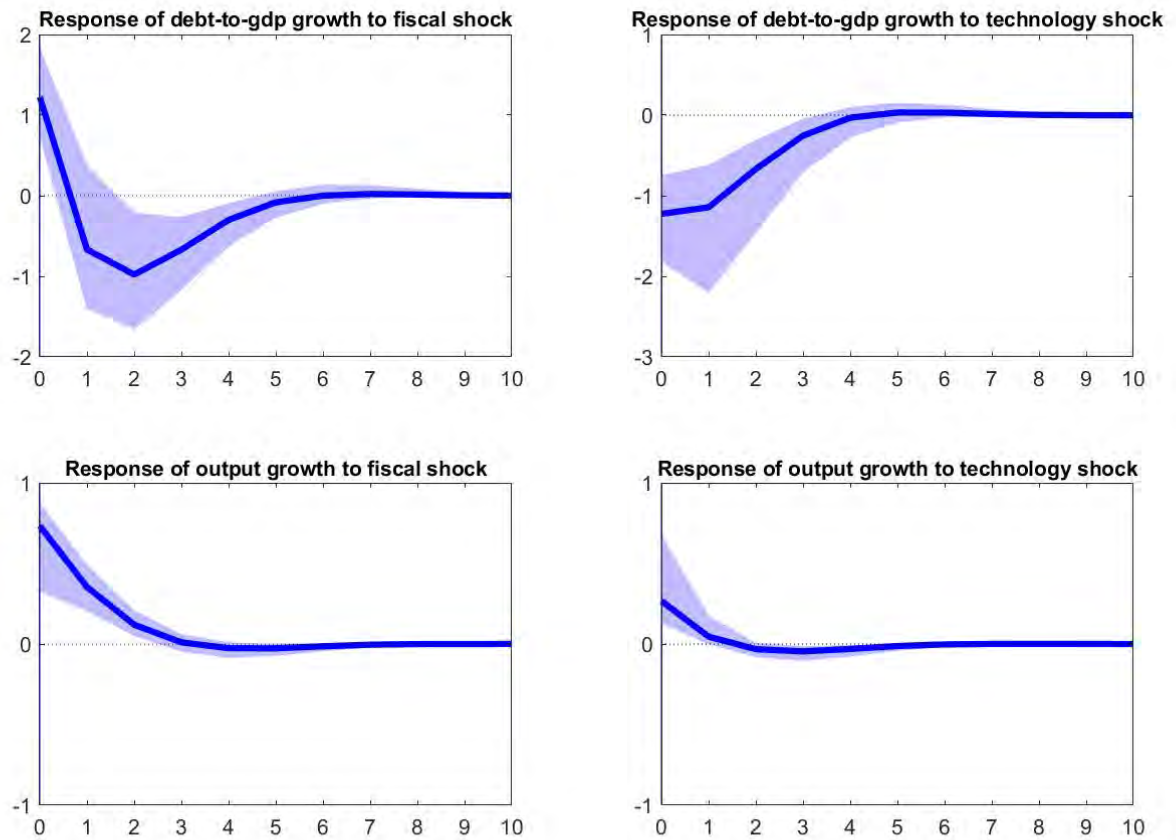 Response of debt-to-gdp growth to fiscal shock
2
1
0
-1
-2
0 1 2 3 4 5 6 7 8 9 10
Response of debt-to-gdp growth to technology shock
1
0
-1
-2
-3
0 1 2 3 4 5 6 7 8 9 10
Response of output growth to fiscal shock
1
0
-1
0 1 2 3 4 5 6 7 8 9 10
Response of output growth to technology shock
1
0
-1
0 1 2 3 4 5 6 7 8 9 10